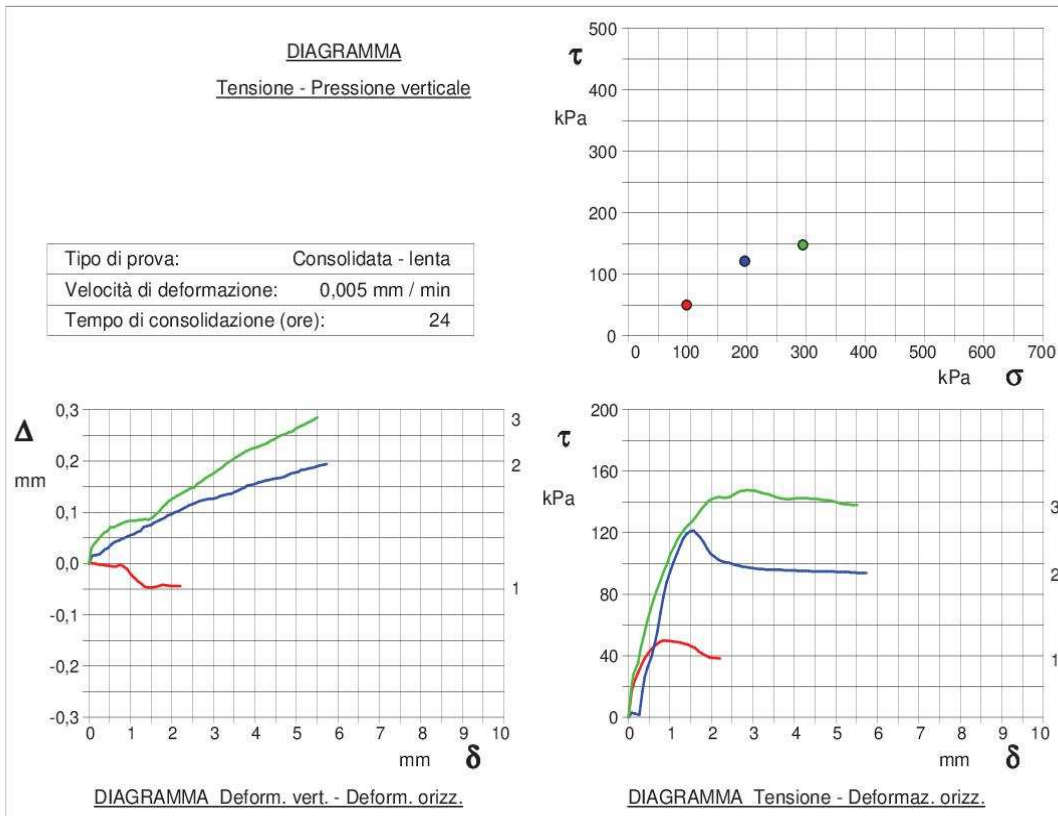 DIAGRAMMA
Tensione - Pressione verticale
Tipo di prova: Consolidata - lenta
Velocità di deformazione: 0,005 mm / min
Tempo di consolidazione (ore): 24
τ
kPa
500
400
300
200
100
0
0 100 200 300 400 500 600 700
kPa σ
Δ
mm
0,3
0,2
0,1
0,0
-0,1
-0,2
-0,3
3
2
1
0 1 2 3 4 5 6 7 8 9 10
mm δ
DIAGRAMMA Deform. vert. - Deform. orizz.
τ
kPa
200
160
120
80
40
0
3
2
1
0 1 2 3 4 5 6 7 8 9 10
mm δ
DIAGRAMMA Tensione - Deformaz. orizz.